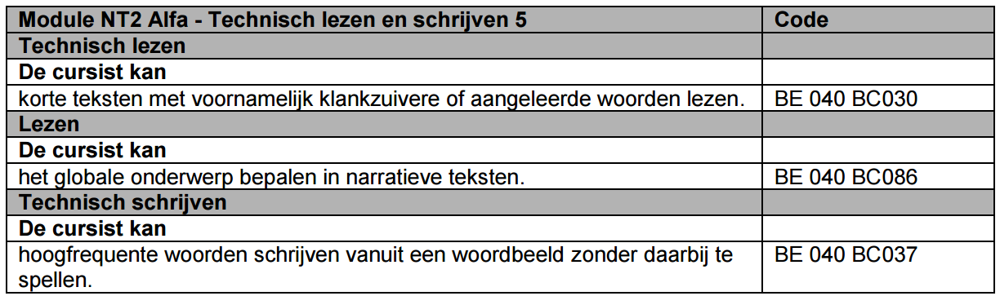 Module NT2 Alfa - Technisch lezen en schrijven 5 Code
Technisch lezen
De cursist kan
korte teksten met voornamelijk klankzuivere of aangeleerde woorden lezen. BE 040 BC030
Lezen
De cursist kan
het globale onderwerp bepalen in narratieve teksten. BE 040 BC086
Technisch schrijven
De cursist kan
hoogfrequente woorden schrijven vanuit een woordbeeld zonder daarbij te BE 040 BC037
spellen.